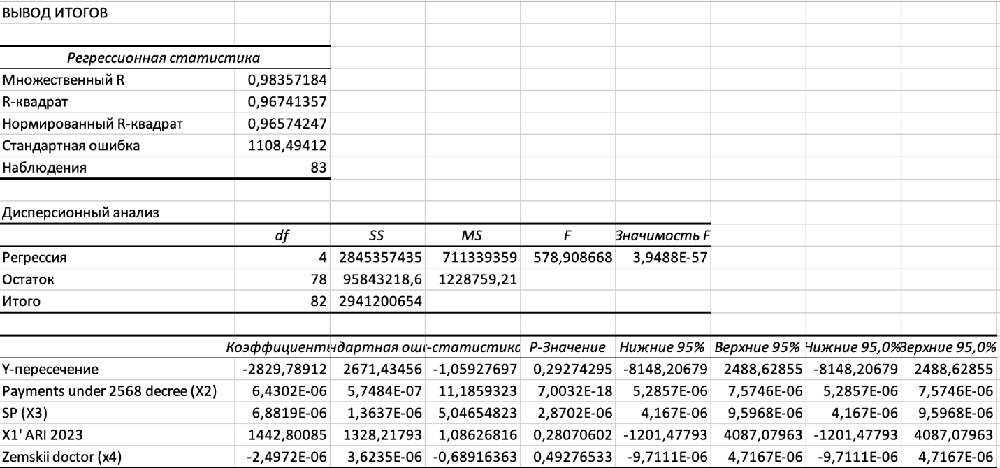 ВЫВОД ИТОГОВ
Регрессионная статистика
Множественный R 0,98357184
R-квадрат 0,96741357
Нормированный R-квадрат 0,96574247
Стандартная ошибка 1108,49412
Наблюдения 83
Дисперсионный анализ
df SS MS F Значимость F
Регрессия 4 2845357435 711339359 578,908668 3,9488E-57
Остаток 78 95843218,6 1228759,21
Итого 82 2941200654
Коэффициенты ндартная оши -статистика P-Значение Нижние 95% Верхние 95% Нижние 95,0% Верхние 95,0%
Y-пересечение -2829,78912 2671,43456 -1,05927697 0,29274295 -8148,20679 2488,62855 -8148,20679 2488,62855
Payments under 2568 decree (X2) 6,4302E-06 5,7484E-07 11,1859323 7,0032E-18 5,2857E-06 7,5746E-06 5,2857E-06 7,5746E-06
SP (X3) 6,8819E-06 1,3637E-06 5,04654823 2,8702E-06 4,167E-06 9,5968E-06 4,167E-06 9,5968E-06
X1' ARI 2023 1442,80085 1328,21793 1,08626816 0,28070602 -1201,47793 4087,07963 -1201,47793 4087,07963
Zemskii doctor (x4) -2,4972E-06 3,6235E-06 -0,68916363 0,49276533 -9,7111E-06 4,7167E-06 -9,7111E-06 4,7167E-06